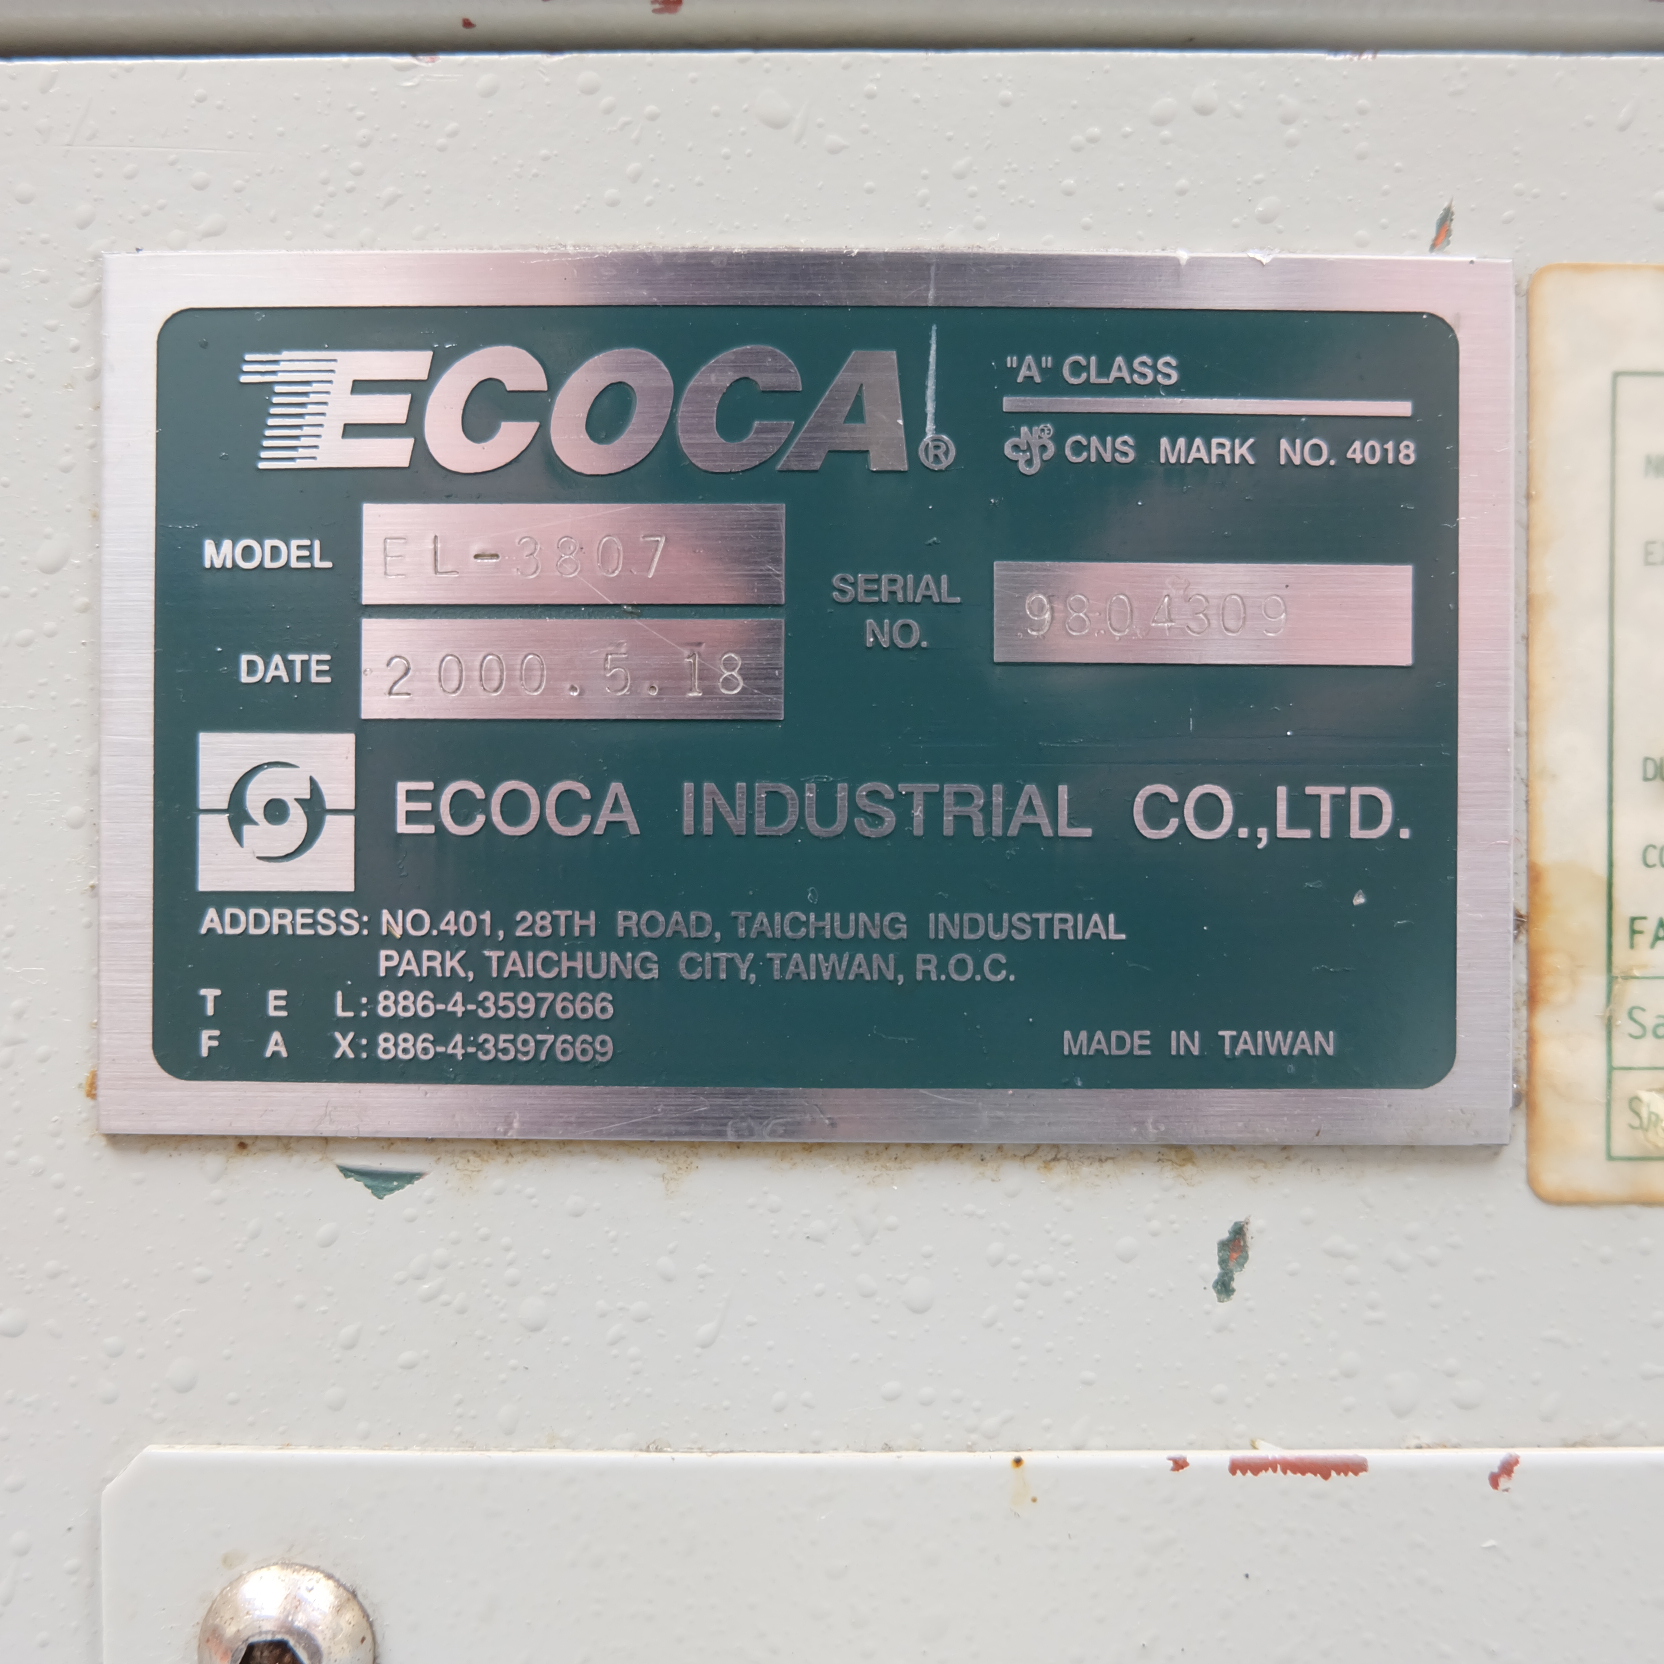 ECOCA®
"A" CLASS
CNS MARK NO. 4018
MODEL EL-3807
SERIAL NO. 9804309
DATE 2000.5.18
ECOCA INDUSTRIAL CO.,LTD.
ADDRESS: NO.401, 28TH ROAD, TAICHUNG INDUSTRIAL
PARK, TAICHUNG CITY, TAIWAN, R.O.C.
T E L: 886-4-3597666
F A X: 886-4-3597669
MADE IN TAIWAN